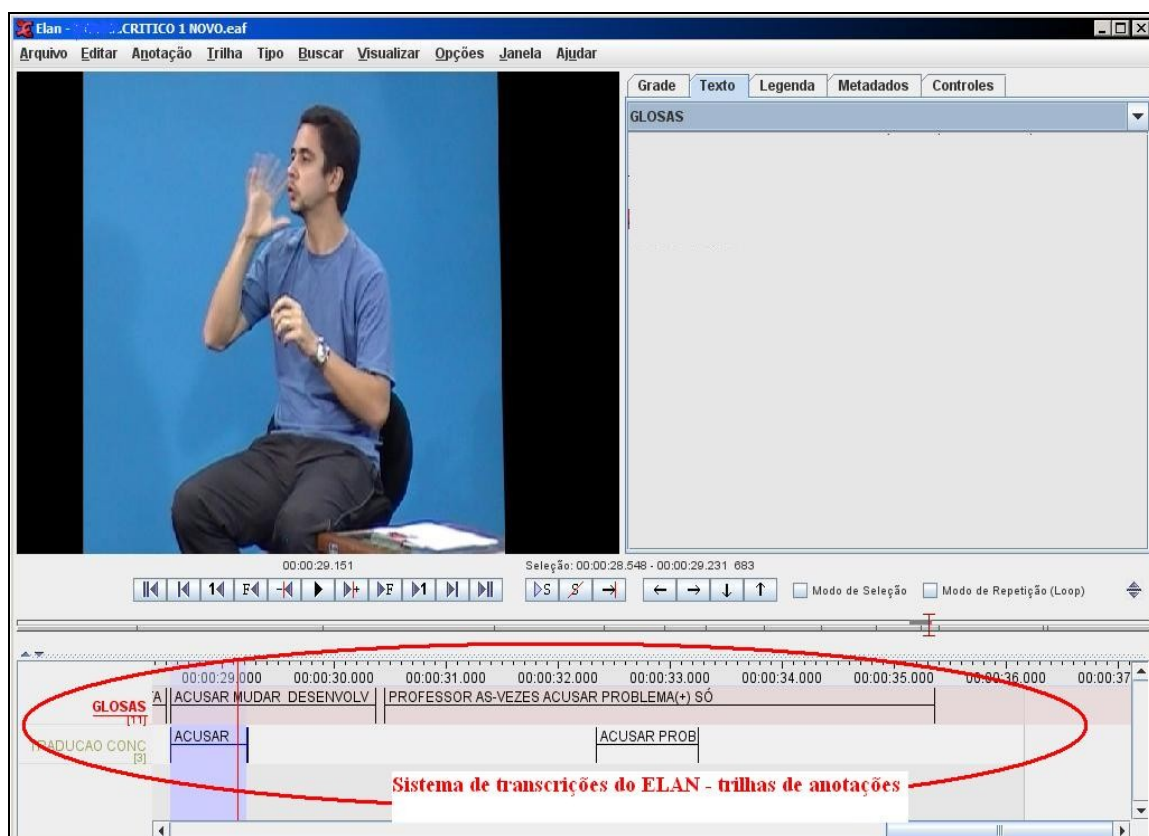 Elan - CRITICO 1 NOVO.eaf
Arquivo Editar Anotação Trilha Tipo Buscar Visualizar Opções Janela Ajudar
Grade Texto Legenda Metadados Controles
GLOSAS
00:00:29.151
Seleção: 00:00:28.548 - 00:00:29.231 683
1 F + F 1 S S Modo de Seleção Modo de Repetição (Loop)
00:00:29.000 00:00:30.000 00:00:31.000 00:00:32.000 00:00:33.000 00:00:34.000 00:00:35.000 00:00:36.000 00:00:37
GLOSAS
[11]
A ACUSAR MUDAR DESENVOLV PROFESSOR AS-VEZES ACUSAR PROBLEMA(+) SÓ
TRADUCAO CONC
[3]
ACUSAR ACUSAR PROB
Sistema de transcrições do ELAN - trilhas de anotações